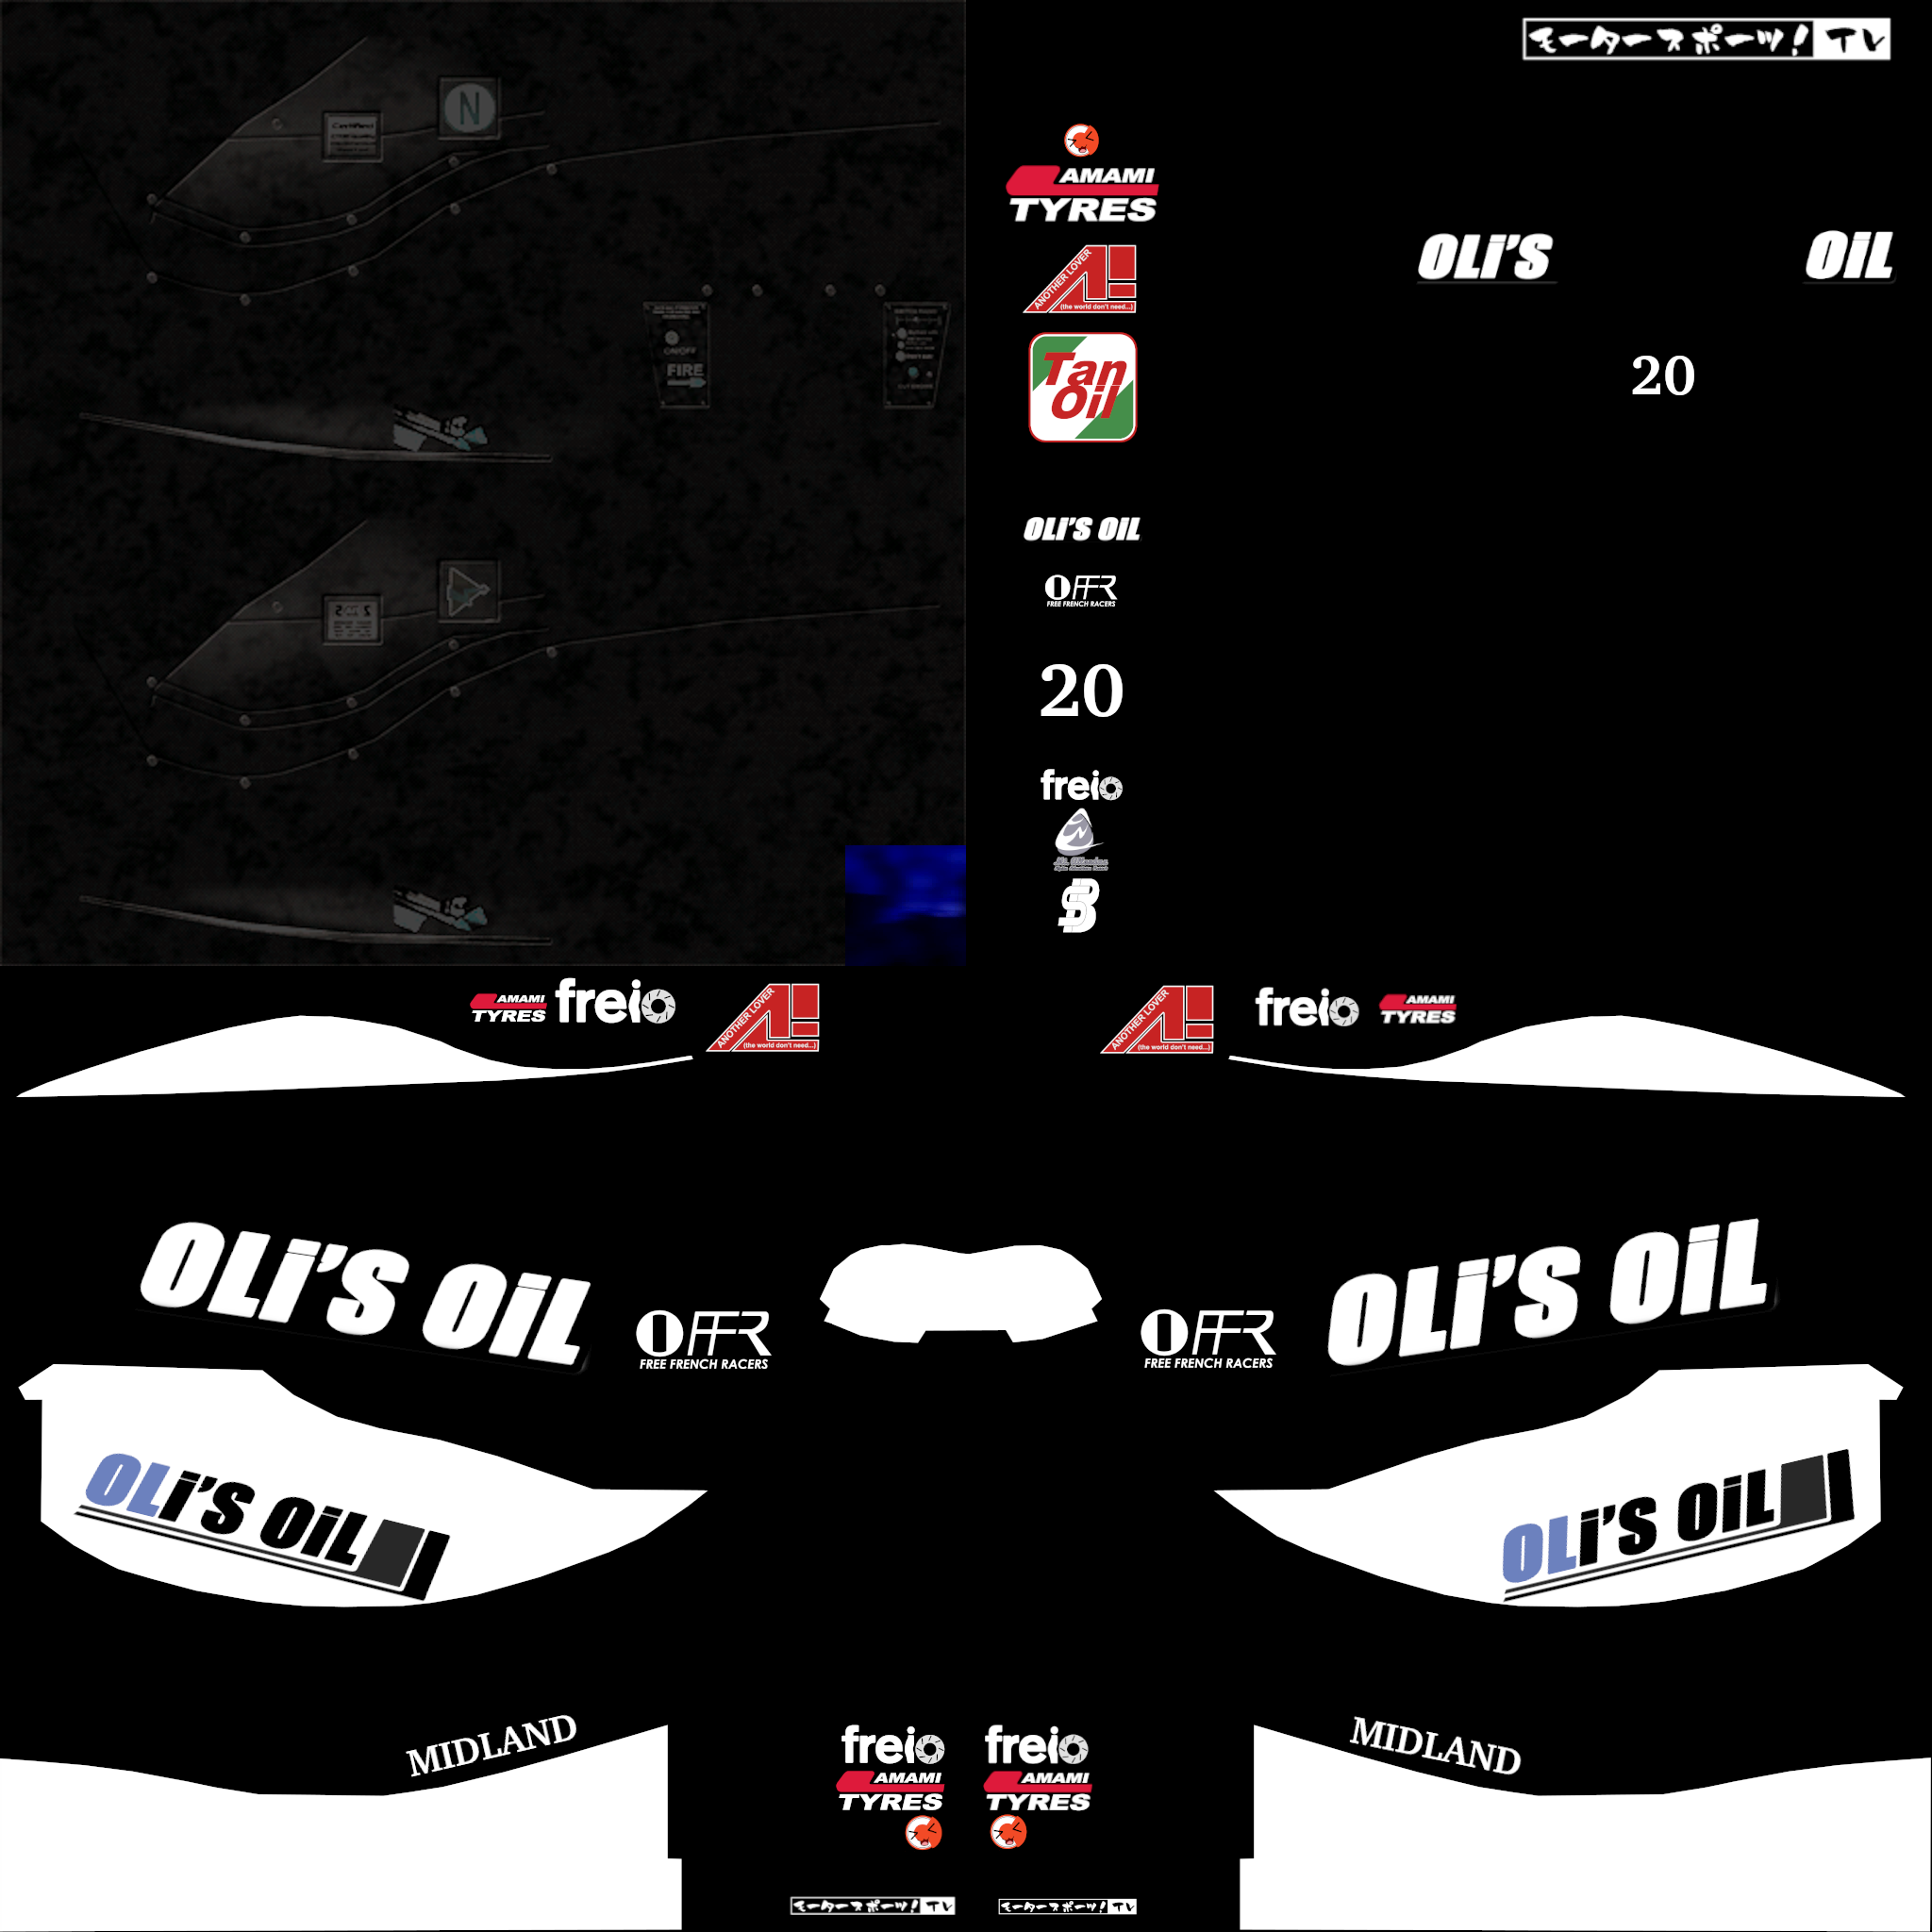 モータースポーツ! TV
N
Certified
AMAMI
TYRES
ANOTHER LOVER
(the world don't need...)
OLi'S OiL
Tan
Oil
ON/OFF
FIRE
20
OLi'S OiL
FFR
FREE FRENCH RACERS
20
freio
SB
AMAMI
TYRES
freio
ANOTHER LOVER
(the world don't need...)
ANOTHER LOVER
(the world don't need...)
freio
AMAMI
TYRES
OLi'S OiL
FFR
FREE FRENCH RACERS
FFR
FREE FRENCH RACERS
OLi'S OiL
OLi'S OiL
OLi'S OiL
MIDLAND
freio
AMAMI
TYRES
freio
AMAMI
TYRES
MIDLAND
モータースポーツ! TV
モータースポーツ! TV